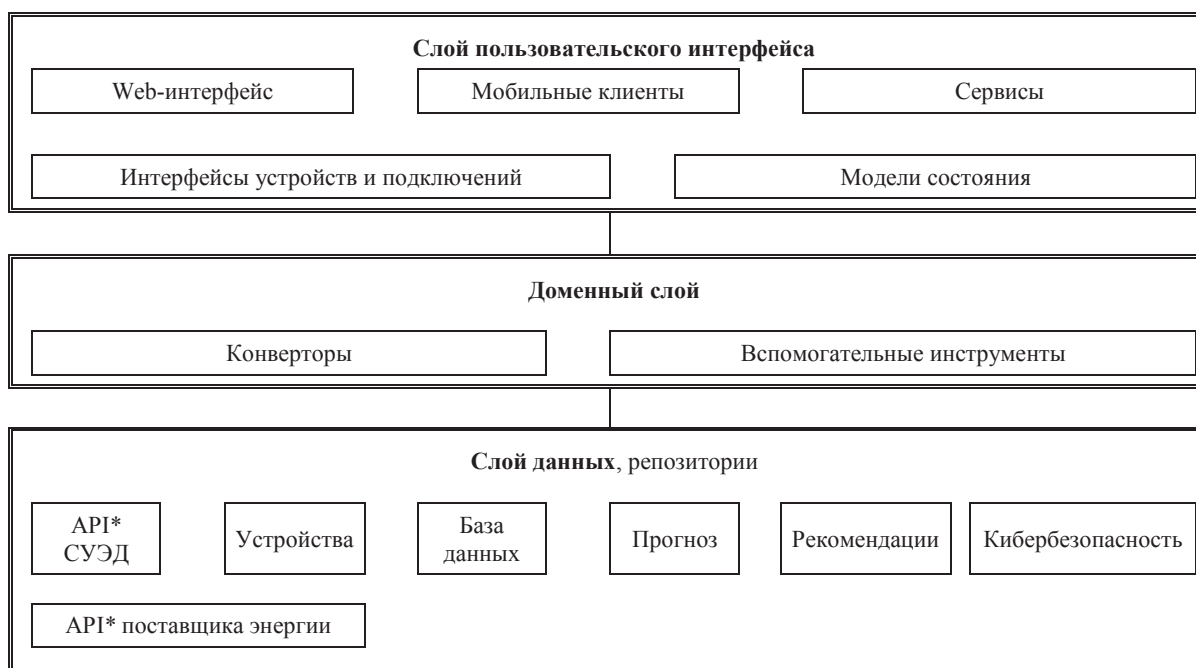 Слой пользовательского интерфейса
Web-интерфейс
Мобильные клиенты
Сервисы
Интерфейсы устройств и подключений
Модели состояния
Доменный слой
Конверторы
Вспомогательные инструменты
Слой данных, репозитории
API*
СУЭД
Устройства
База
данных
Прогноз
Рекомендации
Кибербезопасность
API* поставщика энергии